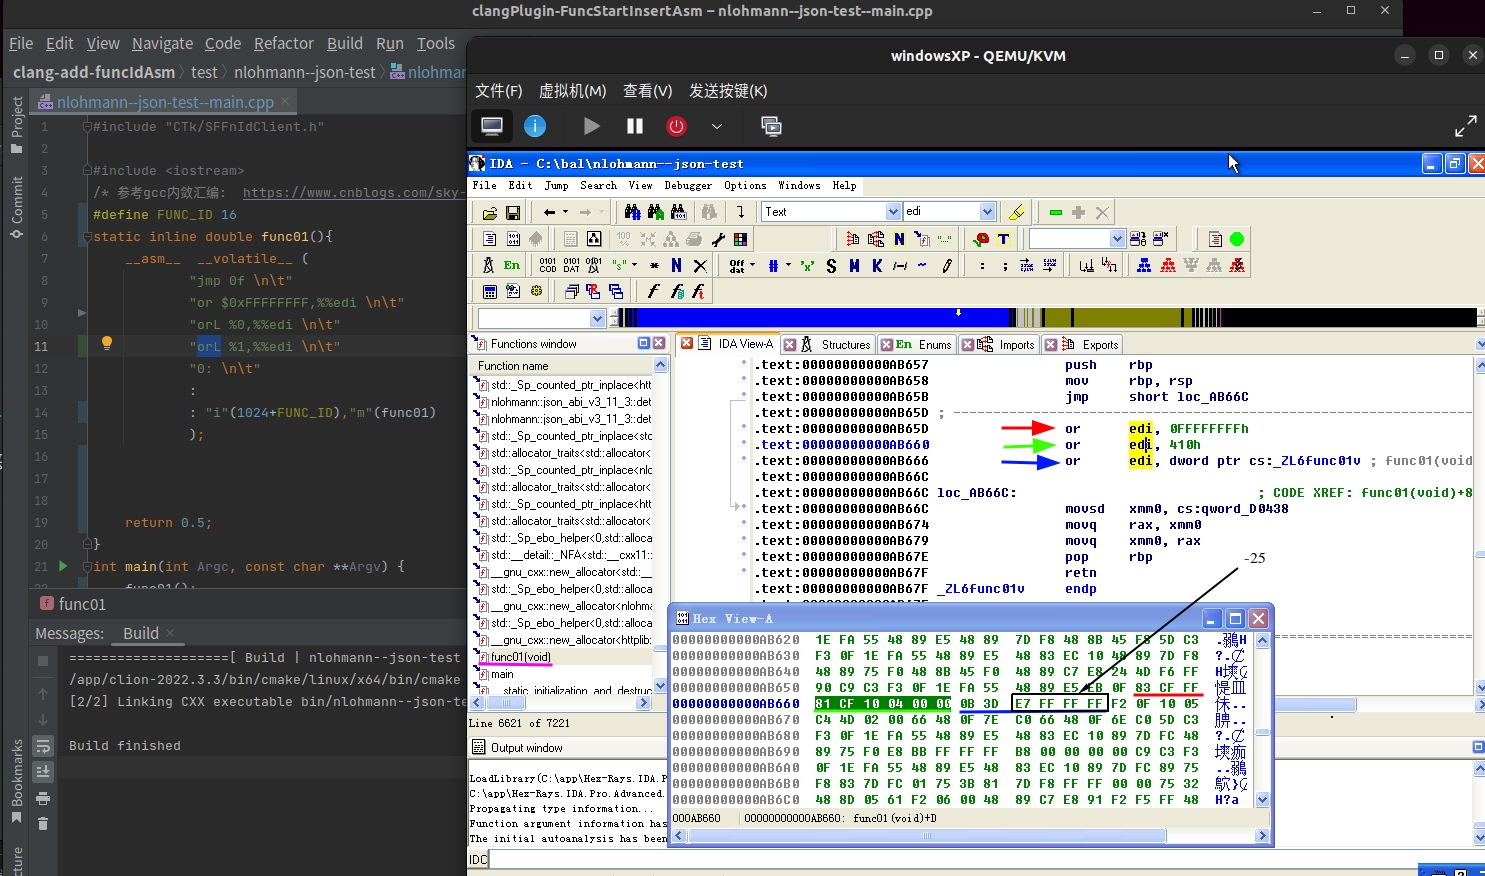 clangPlugin-FuncStartInsertAsm – nlohmann--json-test--main.cpp
File Edit View Navigate Code Refactor Build Run Tools
clang-add-funcIdAsm test nlohmann--json-test nlohmar
nlohmann--json-test--main.cpp
Project
Commit
Bookmarks
1 #include "CTk/SFFnIdClient.h"
2
3 #include <iostream>
4 /* 参考gcc内敛汇编: https://www.cnblogs.com/sky-
5 #define FUNC_ID 16
6 static inline double func01(){
7 __asm__ __volatile__ (
8 "jmp 0f \n\t"
9 "or $0xFFFFFFFF,%%edi \n\t"
10 "orL %0,%%edi \n\t"
11 "orL %1,%%edi \n\t"
12 "0: \n\t"
13 :
14 : "i"(1024+FUNC_ID),"m"(func01)
15 );
16
17
18
19 return 0.5;
20 }
21 int main(int Argc, const char **Argv) {
func01();
func01
Messages: Build
====================[ Build | nlohmann--json-test
/app/clion-2022.3.3/bin/cmake/linux/x64/bin/cmake
[2/2] Linking CXX executable bin/nlohmann--json-te
Build finished
windowsXP - QEMU/KVM
文件(F) 虚拟机(M) 查看(V) 发送按键(K)
IDA - C:\bal\nlohmann--json-test
File Edit Jump Search View Debugger Options Windows Help
Text edi
Functions window
Function name
std::_Sp_counted_ptr_inplace<htt
nlohmann::json_abi_v3_11_3::det
nlohmann::json_abi_v3_11_3::det
std::_Sp_counted_ptr_inplace<stc
std::allocator_traits<std::allocator<
std::_Sp_counted_ptr_inplace<nlc
std::allocator_traits<std::allocator<
std::_Sp_counted_ptr_inplace<htt
std::allocator_traits<std::allocator<
std::_Sp_ebo_helper<0,std::alloca
std::__detail::_NFA<std::__cxx11:
__gnu_cxx::new_allocator<std::__
std::_Sp_ebo_helper<0,std::alloca
__gnu_cxx::new_allocator<nlohma
std::_Sp_ebo_helper<0,std::alloca
__gnu_cxx::new_allocator<httplib:
func01(void)
main
static initialization and destruc
Line 6621 of 7221
IDA View-A Structures En Enums Imports Exports
.text:00000000000AB657 push rbp
.text:00000000000AB658 mov rbp, rsp
.text:00000000000AB65B jmp short loc_AB66C
.text:00000000000AB65D ; ---------------------------------------------------------------------------
.text:00000000000AB65D or edi, 0FFFFFFFFh
.text:00000000000AB660 or edi, 410h
.text:00000000000AB666 or edi, dword ptr cs:_ZL6func01v ; func01(void
.text:00000000000AB66C
.text:00000000000AB66C loc_AB66C: ; CODE XREF: func01(void)+8
.text:00000000000AB66C movsd xmm0, cs:qword_D0438
.text:00000000000AB674 movq rax, xmm0
.text:00000000000AB679 movq xmm0, rax
.text:00000000000AB67E pop rbp
.text:00000000000AB67F retn
.text:00000000000AB67F _ZL6func01v endp
-25
Hex View-A
00000000000AB620 1E FA 55 48 89 E5 48 89 7D F8 48 8B 45 F8 5D C3
00000000000AB630 F3 0F 1E FA 55 48 89 E5 48 83 EC 10 48 89 7D F8
00000000000AB640 48 89 75 F0 48 8B 45 F0 48 89 C7 E8 24 4D F6 FF
00000000000AB650 90 C9 C3 F3 0F 1E FA 55 48 89 E5 EB 0F 83 CF FF
00000000000AB660 81 CF 10 04 00 00 0B 3D E7 FF FF FF F2 0F 10 05
00000000000AB670 C4 4D 02 00 66 48 0F 7E C0 66 48 0F 6E C0 5D C3
00000000000AB680 F3 0F 1E FA 55 48 89 E5 48 83 EC 10 89 7D FC 48
00000000000AB690 89 75 F0 E8 BB FF FF FF B8 00 00 00 00 C9 C3 F3
00000000000AB6A0 0F 1E FA 55 48 89 E5 48 83 EC 10 89 7D FC 89 75
00000000000AB6B0 F8 83 7D FC 01 75 3B 81 7D F8 FF FF 00 00 75 32
00000000000AB6C0 48 8D 05 61 F2 06 00 48 89 C7 E8 91 F2 F5 FF 48
000AB660 00000000000AB660: func01(void)+D
Output window
LoadLibrary(C:\app\Hex-Rays.IDA.P
C:\app\Hex-Rays.IDA.Pro.Advanced.
Propagating type information...
Function argument information has
The initial autoanalysis has been
IDC